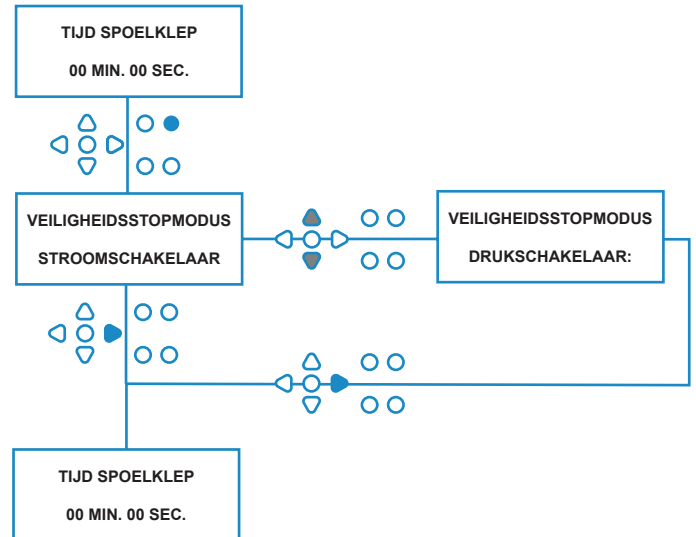 TIJD SPOELKLEP
00 MIN. 00 SEC.
VEILIGHEIDSSTOPMODUS
STROOMSCHAKELAAR
VEILIGHEIDSSTOPMODUS
DRUKSCHAKELAAR:
TIJD SPOELKLEP
00 MIN. 00 SEC.